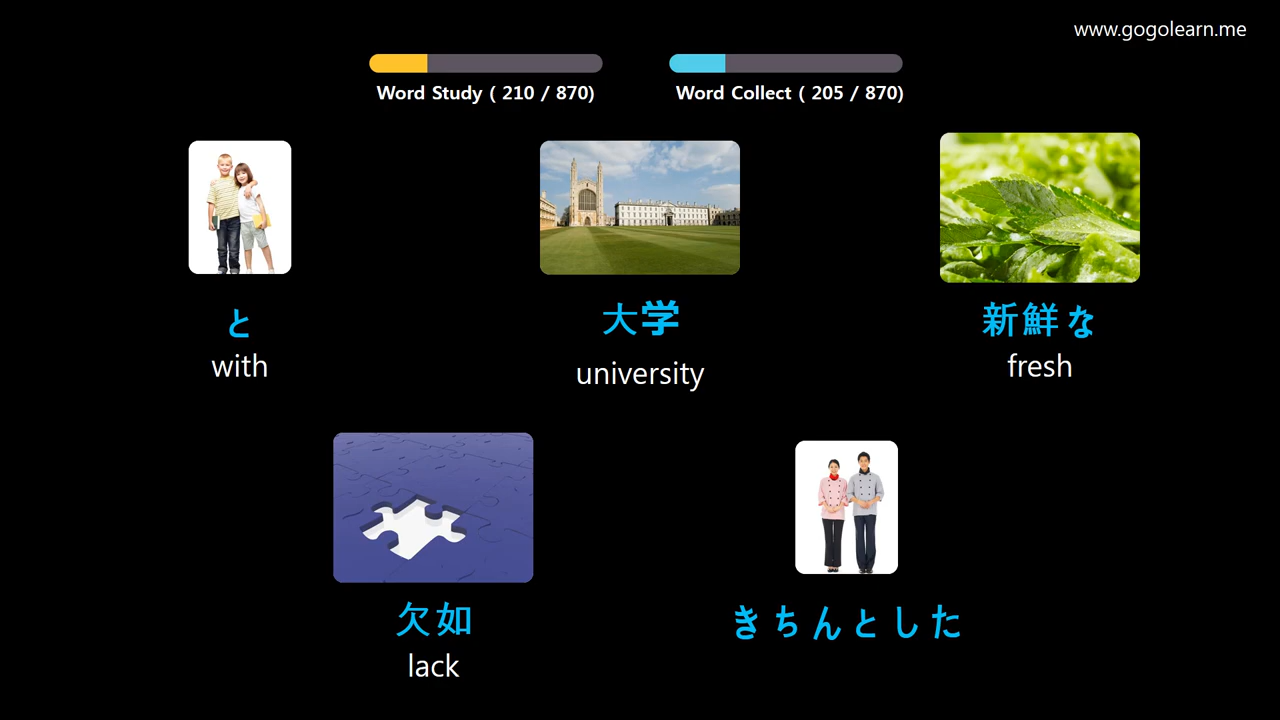 www.gogolearn.me
Word Study ( 210 / 870)
Word Collect ( 205 / 870)
と
with
大学
university
新鮮な
fresh
欠如
lack
きちんとした